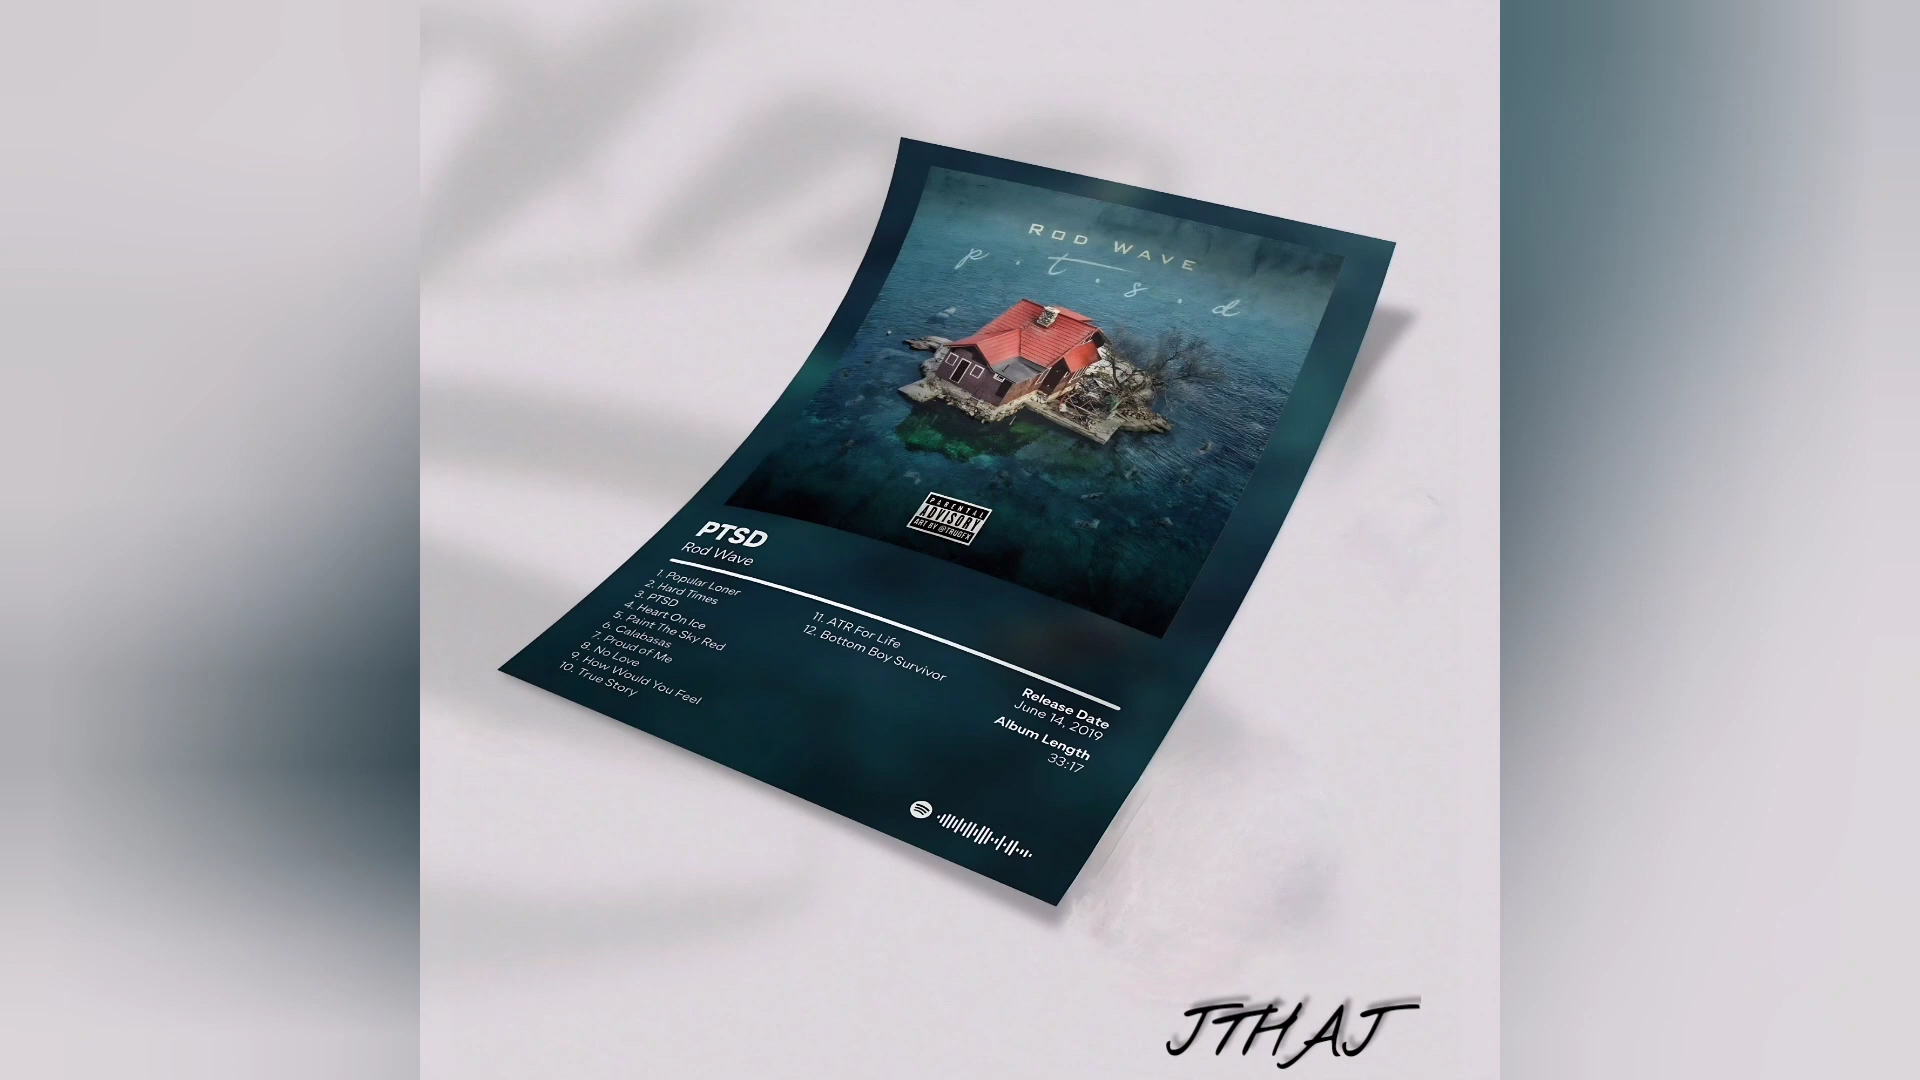 ROD WAVE
p . t . s . d
PARENTAL
ADVISORY
ART BY @TRUGFX
PTSD
Rod Wave
1. Popular Loner
2. Hard Times
3. PTSD
4. Heart On Ice
5. Paint The Sky Red
6. Calabasas
7. Proud of Me
8. No Love
9. How Would You Feel
10. True Story
11. ATR For Life
12. Bottom Boy Survivor
Release Date
June 14, 2019
Album Length
33:17
JTHAJ